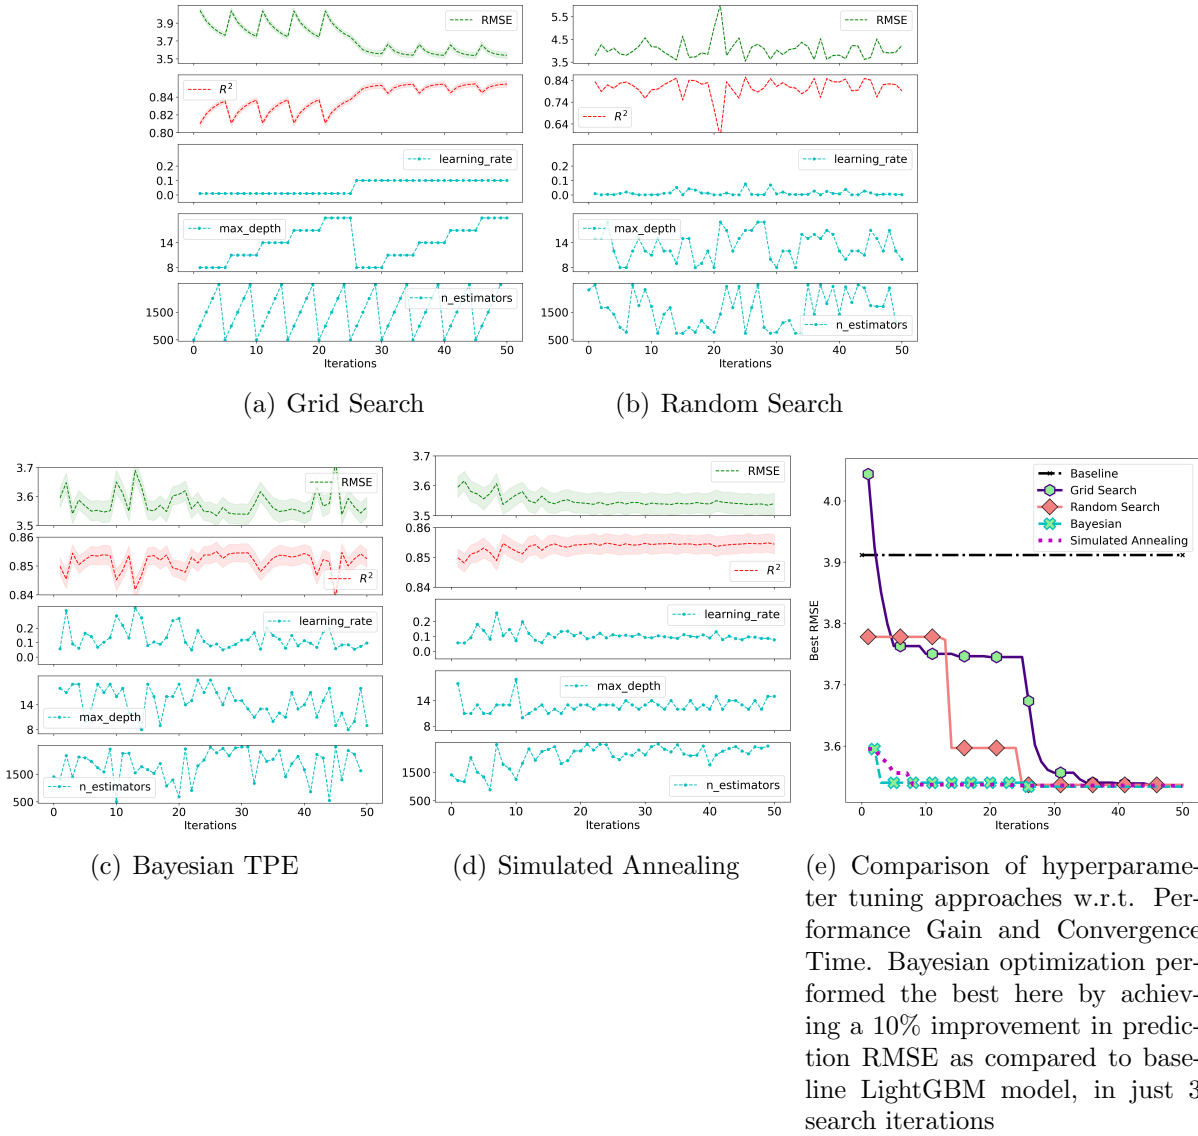 RMSE
3.9
3.7
3.5
R²
0.84
0.82
0.80
learning_rate
0.2
0.1
0.0
max_depth
14
8
n_estimators
1500
500
0 10 20 30 40 50
Iterations
(a) Grid Search
RMSE
5.5
4.5
3.5
R²
0.84
0.74
0.64
learning_rate
0.2
0.1
0.0
max_depth
14
8
n_estimators
1500
500
0 10 20 30 40 50
Iterations
(b) Random Search
3.7
RMSE
3.6
3.5
0.86
0.85
R²
0.84
learning_rate
0.2
0.1
0.0
14
max_depth
8
1500
n_estimators
500
0 10 20 30 40 50
Iterations
(c) Bayesian TPE
3.7
RMSE
3.6
3.5
0.86
0.85
R²
0.84
learning_rate
0.2
0.1
0.0
max_depth
14
8
1500
n_estimators
500
0 10 20 30 40 50
Iterations
(d) Simulated Annealing
Baseline
Grid Search
Random Search
Bayesian
Simulated Annealing
4.0
3.9
3.8
3.7
3.6
Best RMSE
0 10 20 30 40 50
Iterations
(e) Comparison of hyperparame-
ter tuning approaches w.r.t. Per-
formance Gain and Convergence
Time. Bayesian optimization per-
formed the best here by achiev-
ing a 10% improvement in predic-
tion RMSE as compared to base-
line LightGBM model, in just 3
search iterations